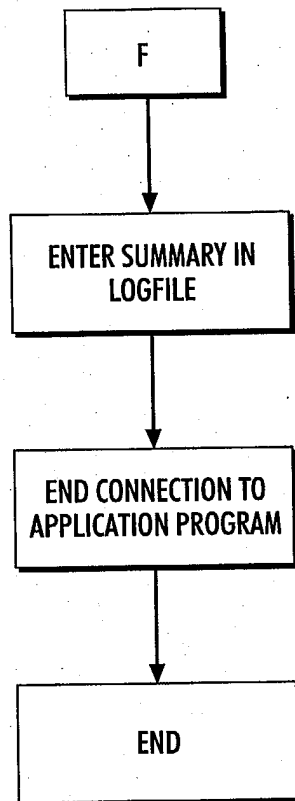 F
ENTER SUMMARY IN
LOGFILE
END CONNECTION TO
APPLICATION PROGRAM
END